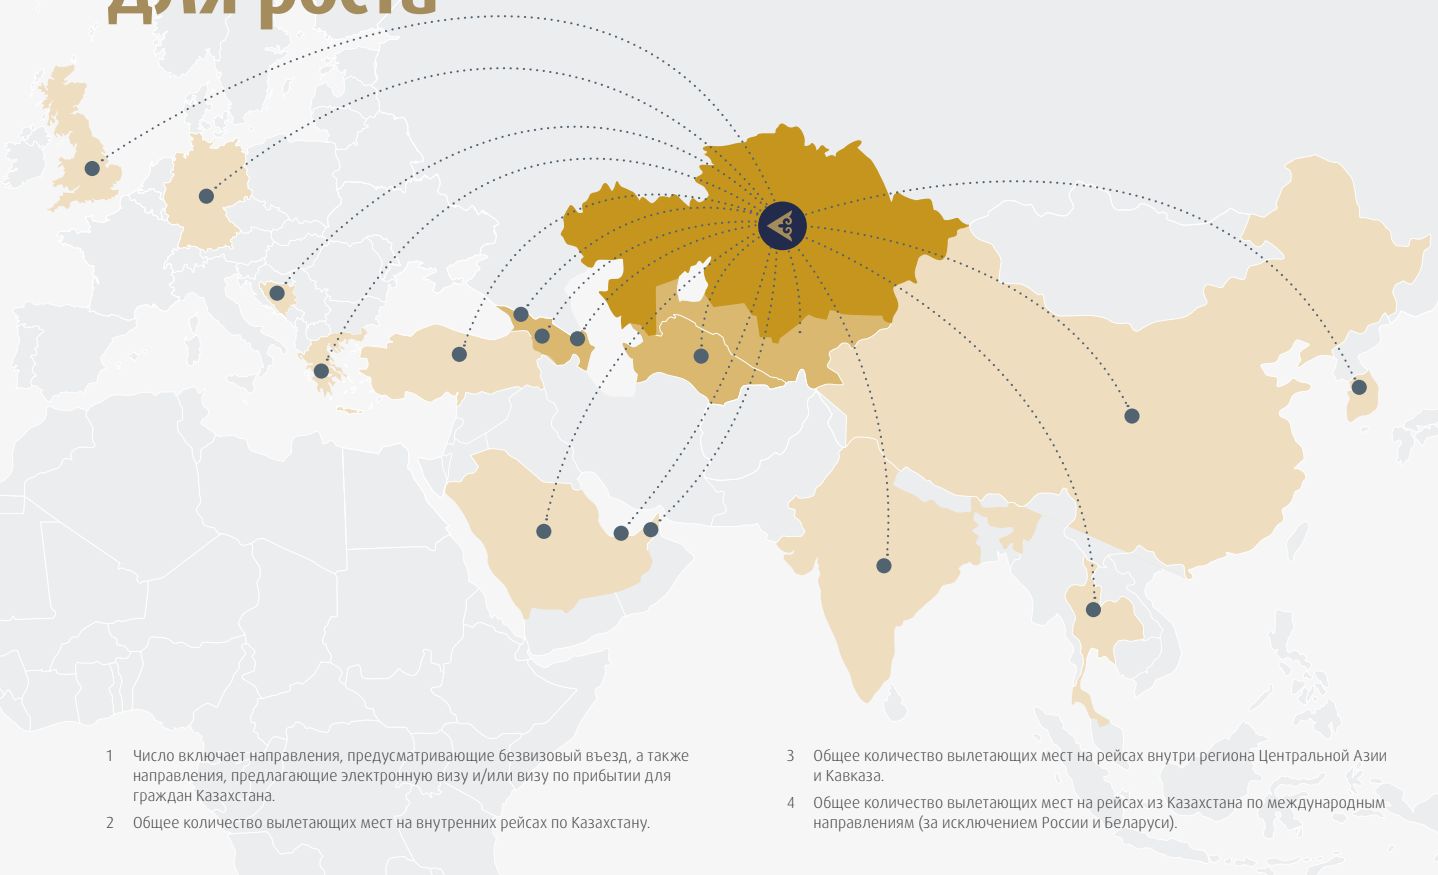 для роста
1 Число включает направления, предусматривающие безвизовый въезд, а также
направления, предлагающие электронную визу и/или визу по прибытии для
граждан Казахстана.
2 Общее количество вылетающих мест на внутренних рейсах по Казахстану.
3 Общее количество вылетающих мест на рейсах внутри региона Центральной Азии
и Кавказа.
4 Общее количество вылетающих мест на рейсах из Казахстана по международным
направлениям (за исключением России и Беларуси).